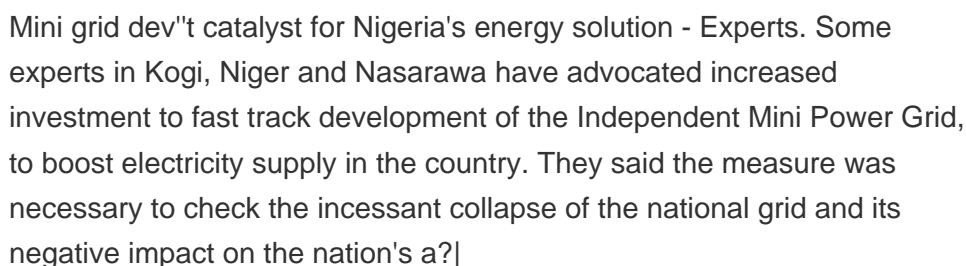 Mini grid dev''t catalyst for Nigeria's energy solution - Experts. Some
experts in Kogi, Niger and Nasarawa have advocated increased
investment to fast track development of the Independent Mini Power Grid,
to boost electricity supply in the country. They said the measure was
necessary to check the incessant collapse of the national grid and its
negative impact on the nation's a?|